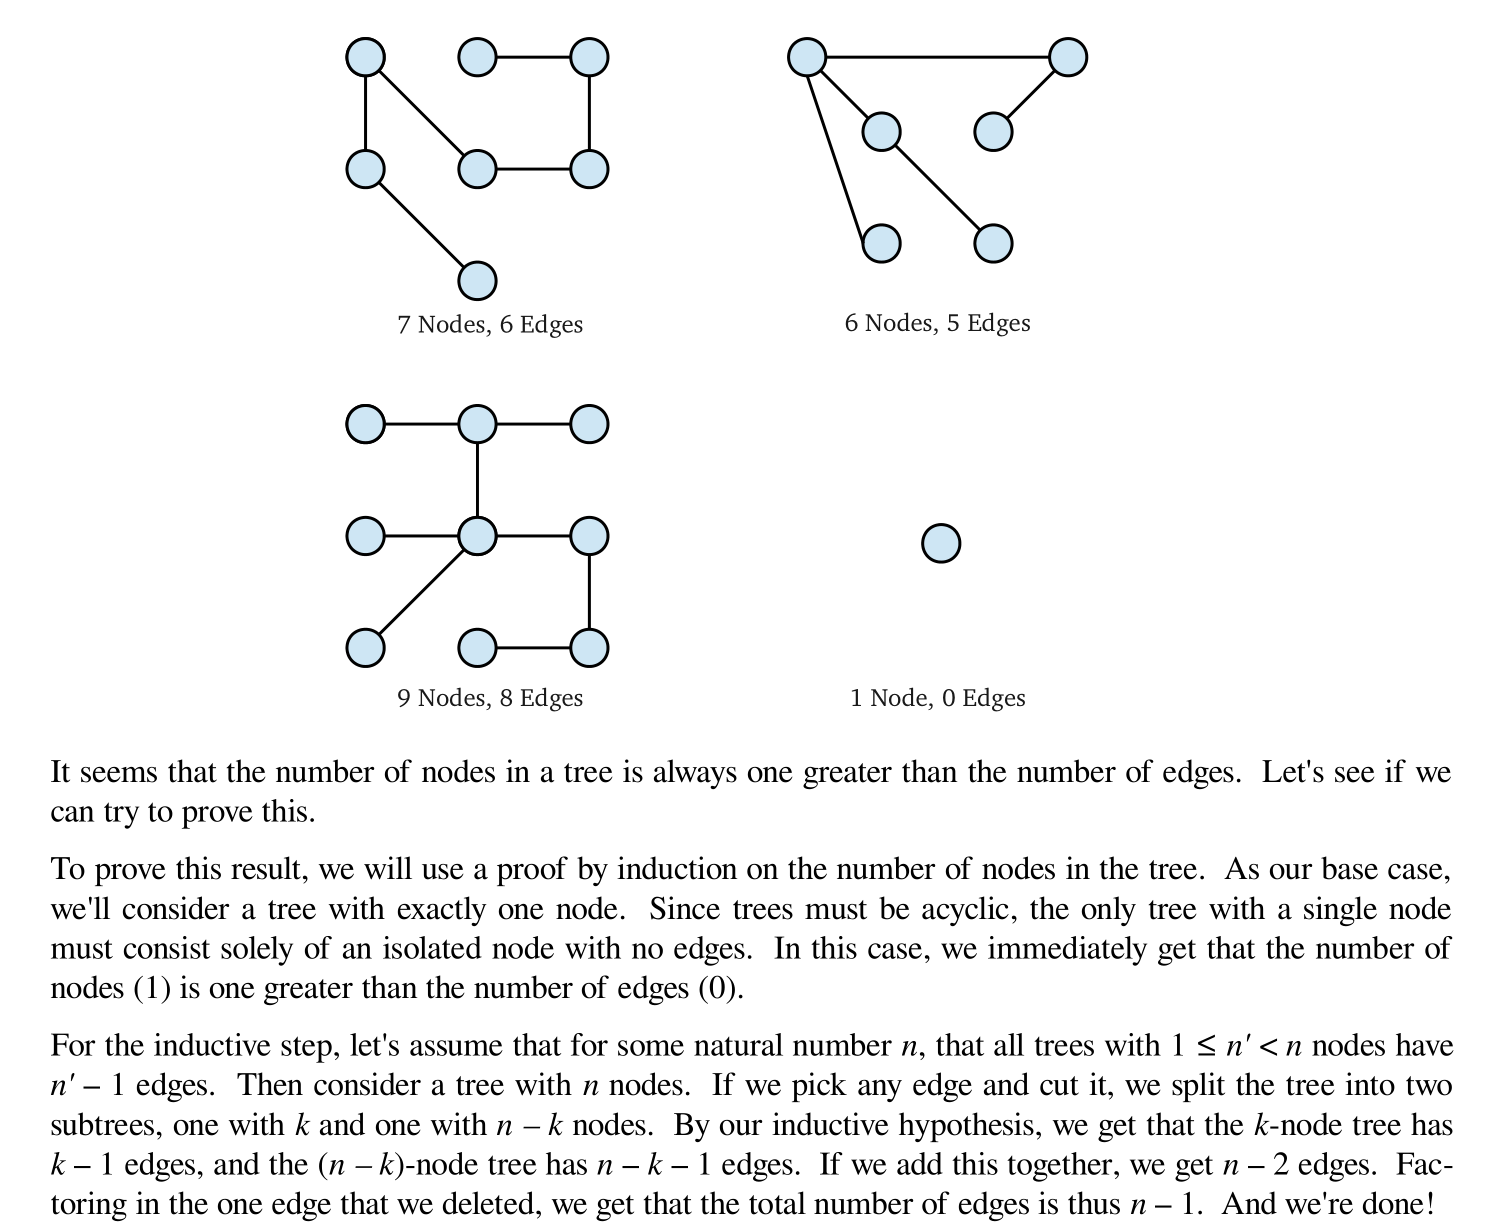 7 Nodes, 6 Edges
6 Nodes, 5 Edges
9 Nodes, 8 Edges
1 Node, 0 Edges
It seems that the number of nodes in a tree is always one greater than the number of edges. Let's see if we
can try to prove this.
To prove this result, we will use a proof by induction on the number of nodes in the tree. As our base case,
we'll consider a tree with exactly one node. Since trees must be acyclic, the only tree with a single node
must consist solely of an isolated node with no edges. In this case, we immediately get that the number of
nodes (1) is one greater than the number of edges (0).
For the inductive step, let's assume that for some natural number n, that all trees with 1 ≤ n′ < n nodes have
n′ – 1 edges. Then consider a tree with n nodes. If we pick any edge and cut it, we split the tree into two
subtrees, one with k and one with n – k nodes. By our inductive hypothesis, we get that the k-node tree has
k – 1 edges, and the (n – k)-node tree has n – k – 1 edges. If we add this together, we get n – 2 edges. Fac-
toring in the one edge that we deleted, we get that the total number of edges is thus n – 1. And we're done!